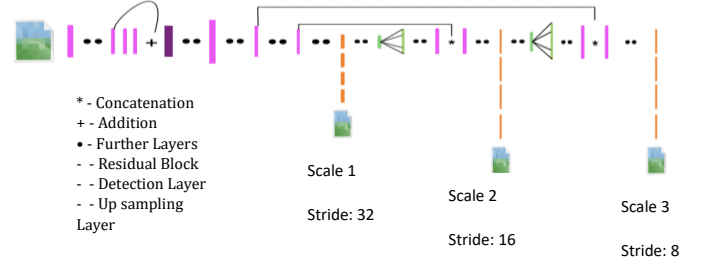 +
*
*
* - Concatenation
+ - Addition
• - Further Layers
- - Residual Block
- - Detection Layer
- - Up sampling
Layer
Scale 1
Stride: 32
Scale 2
Stride: 16
Scale 3
Stride: 8